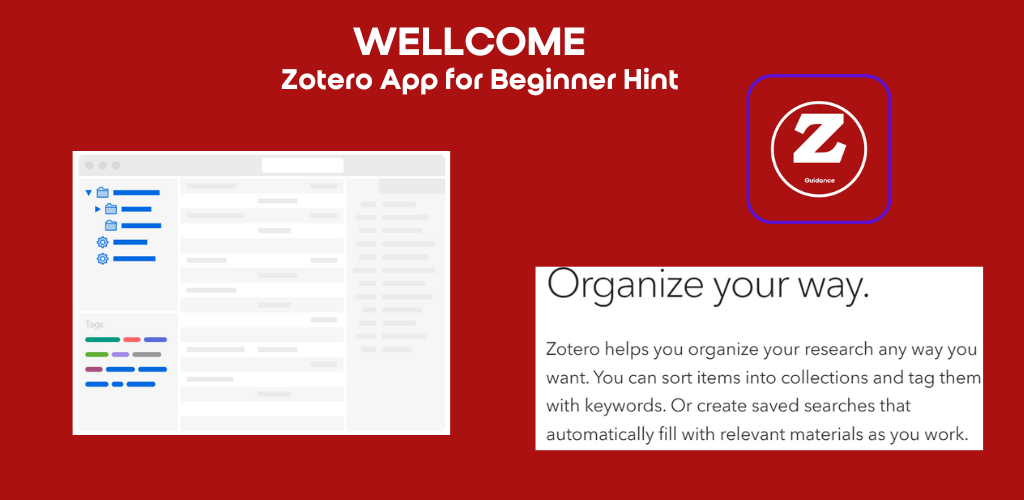 WELLCOME
Zotero App for Beginner Hint
Z
Guidance
Tags
Organize your way.
Zotero helps you organize your research any way you
want. You can sort items into collections and tag them
with keywords. Or create saved searches that
automatically fill with relevant materials as you work.